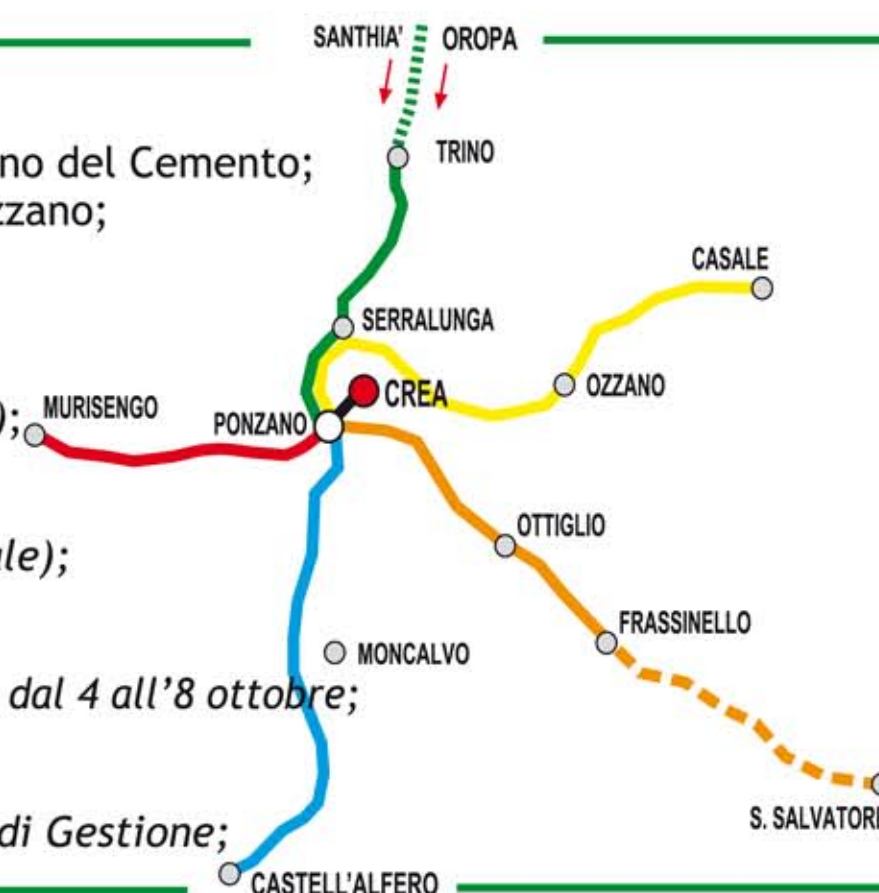 SANTHIA' OROPA
TRINO
no del Cemento;
zzano;
CASALE
SERRALUNGA
OZZANO
CREA
);
MURISENGO
PONZANO
OTTIGLIO
le);
FRASSINELLO
MONCALVO
dal 4 all'8 ottobre;
S. SALVATOR
di Gestione;
CASTELL'ALFERO